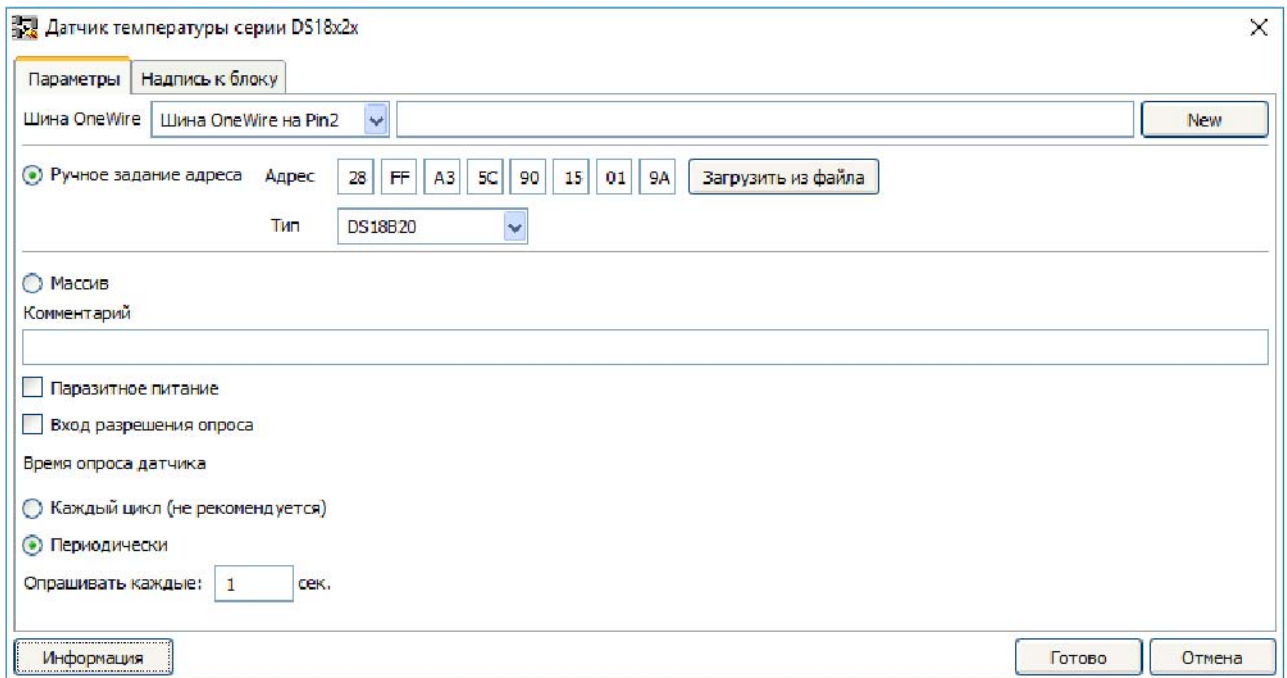 Датчик температуры серии DS18x2x
Параметры Надпись к блоку
Шина OneWire Шина OneWire на Pin2 New
Ручное задание адреса Адрес 28 FF A3 5C 90 15 01 9A Загрузить из файла
Тип DS18B20
Массив
Комментарий
Паразитное питание
Вход разрешения опроса
Время опроса датчика
Каждый цикл (не рекомендуется)
Периодически
Опрашивать каждые: 1 сек.
Информация Готово Отмена